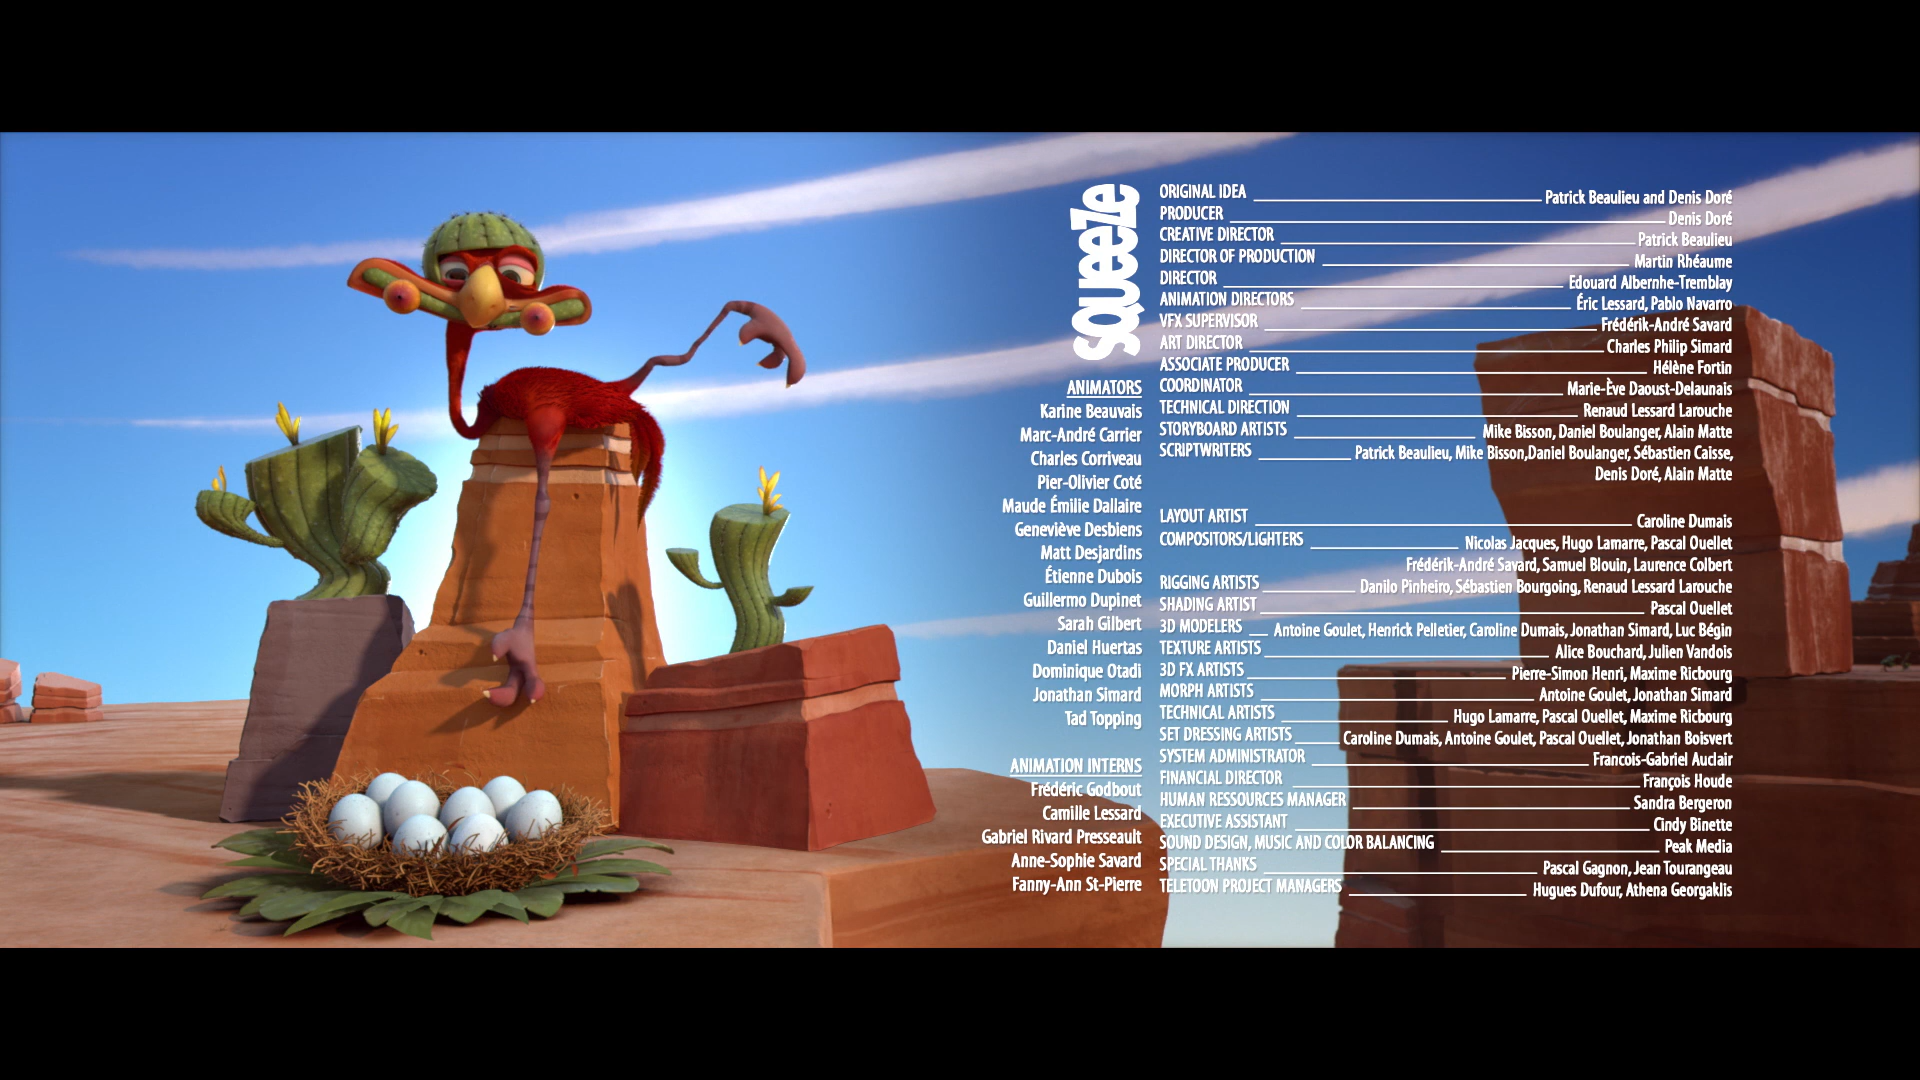 squeeze
ANIMATORS
Karine Beauvais
Marc-André Carrier
Charles Corriveau
Pier-Olivier Coté
Maude Émilie Dallaire
Geneviève Desbiens
Matt Desjardins
Étienne Dubois
Guillermo Dupinet
Sarah Gilbert
Daniel Huertas
Dominique Otadi
Jonathan Simard
Tad Topping
ANIMATION INTERNS
Frédéric Godbout
Camille Lessard
Gabriel Rivard Presseault
Anne-Sophie Savard
Fanny-Ann St-Pierre
ORIGINAL IDEA Patrick Beaulieu and Denis Doré
PRODUCER Denis Doré
CREATIVE DIRECTOR Patrick Beaulieu
DIRECTOR OF PRODUCTION Martin Rhéaume
DIRECTOR Edouard Albernhe-Tremblay
ANIMATION DIRECTORS Éric Lessard, Pablo Navarro
VFX SUPERVISOR Frédérik-André Savard
ART DIRECTOR Charles Philip Simard
ASSOCIATE PRODUCER Hélène Fortin
COORDINATOR Marie-Ève Daoust-Delaunais
TECHNICAL DIRECTION Renaud Lessard Larouche
STORYBOARD ARTISTS Mike Bisson, Daniel Boulanger, Alain Matte
SCRIPTWRITERS Patrick Beaulieu, Mike Bisson,Daniel Boulanger, Sébastien Caisse,
Denis Doré, Alain Matte
LAYOUT ARTIST Caroline Dumais
COMPOSITORS/LIGHTERS Nicolas Jacques, Hugo Lamarre, Pascal Ouellet
Frédérik-André Savard, Samuel Blouin, Laurence Colbert
RIGGING ARTISTS Danilo Pinheiro, Sébastien Bourgoing, Renaud Lessard Larouche
SHADING ARTIST Pascal Ouellet
3D MODELERS Antoine Goulet, Henrick Pelletier, Caroline Dumais, Jonathan Simard, Luc Bégin
TEXTURE ARTISTS Alice Bouchard, Julien Vandois
3D FX ARTISTS Pierre-Simon Henri, Maxime Ricbourg
MORPH ARTISTS Antoine Goulet, Jonathan Simard
TECHNICAL ARTISTS Hugo Lamarre, Pascal Ouellet, Maxime Ricbourg
SET DRESSING ARTISTS Caroline Dumais, Antoine Goulet, Pascal Ouellet, Jonathan Boisvert
SYSTEM ADMINISTRATOR Francois-Gabriel Auclair
FINANCIAL DIRECTOR François Houde
HUMAN RESSOURCES MANAGER Sandra Bergeron
EXECUTIVE ASSISTANT Cindy Binette
SOUND DESIGN, MUSIC AND COLOR BALANCING Peak Media
SPECIAL THANKS Pascal Gagnon, Jean Tourangeau
TELETOON PROJECT MANAGERS Hugues Dufour, Athena Georgaklis